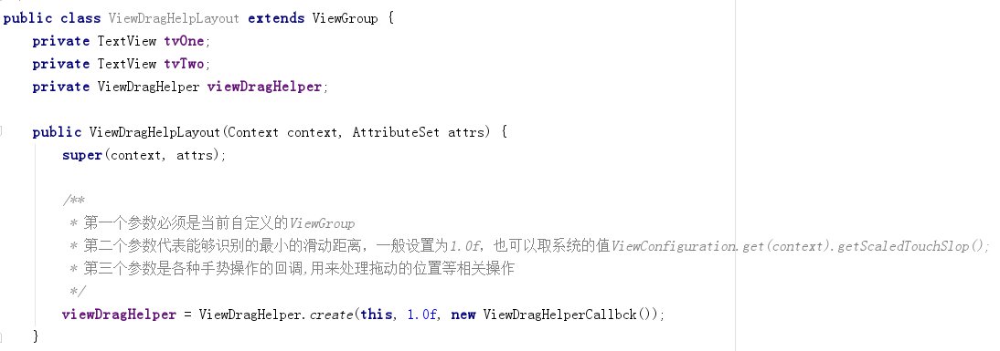 public class ViewDragHelpLayout extends ViewGroup {
private TextView tvOne;
private TextView tvTwo;
private ViewDragHelper viewDragHelper;
public ViewDragHelpLayout(Context context, AttributeSet attrs) {
super(context, attrs);
/**
* 第一个参数必须是当前自定义的ViewGroup
* 第二个参数代表能够识别的最小的滑动距离，一般设置为1.0f，也可以取系统的值ViewConfiguration.get(context).getScaledTouchSlop();
* 第三个参数是各种手势操作的回调,用来处理拖动的位置等相关操作
*/
viewDragHelper = ViewDragHelper.create(this, 1.0f, new ViewDragHelperCallbck());
}